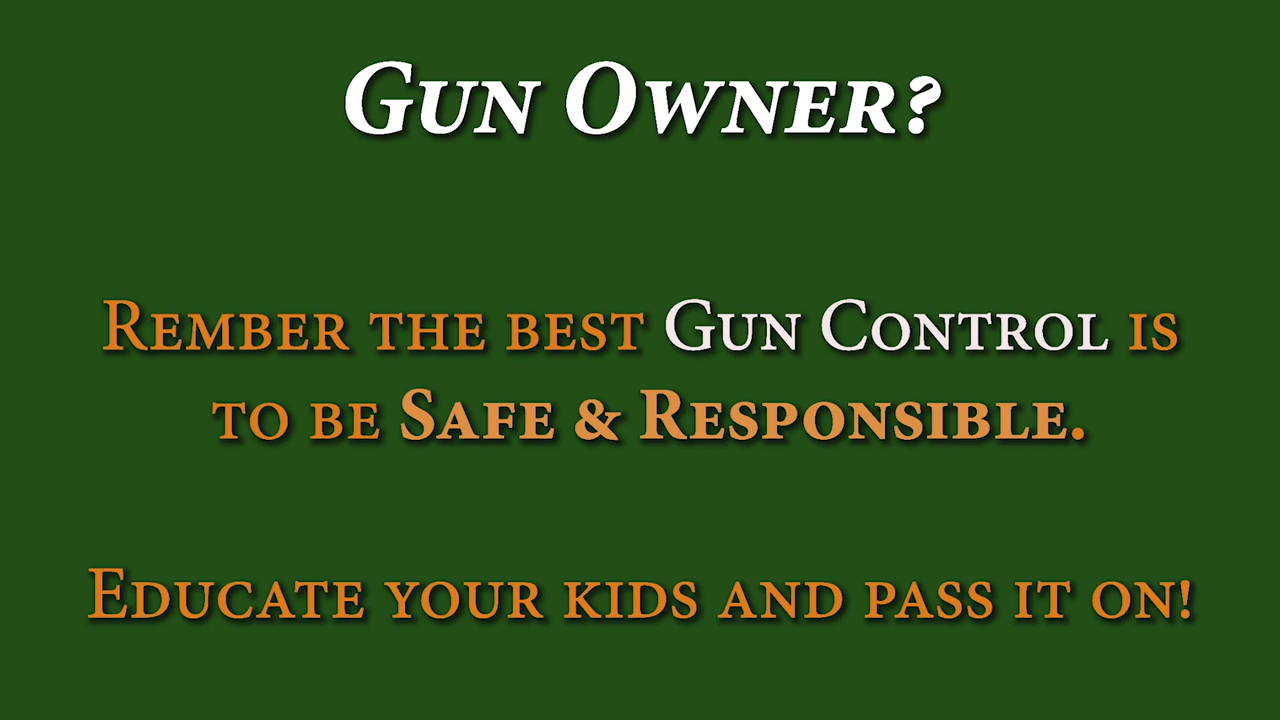 Gun Owner?
Rember the best Gun Control is
to be Safe & Responsible.
Educate your kids and pass it on!